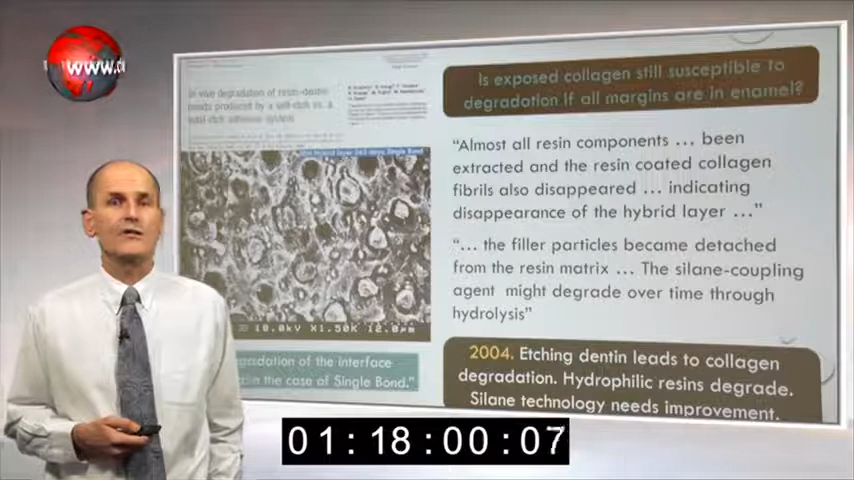 www.
In vivo degradation of resin-dentin
bonds produced by a self-etch vs. a
total-etch adhesive system
Is exposed collagen still susceptible to
degradation if all margins are in enamel?
“Almost all resin components ... been
extracted and the resin coated collagen
fibrils also disappeared ... indicating
disappearance of the hybrid layer ...”
“... the filler particles became detached
from the resin matrix ... The silane-coupling
agent might degrade over time through
hydrolysis”
10.0kV X1.50K 12.0µm
gradation of the interface
in the case of Single Bond.”
2004. Etching dentin leads to collagen
degradation. Hydrophilic resins degrade.
Silane technology needs improvement.
01:18:00:07